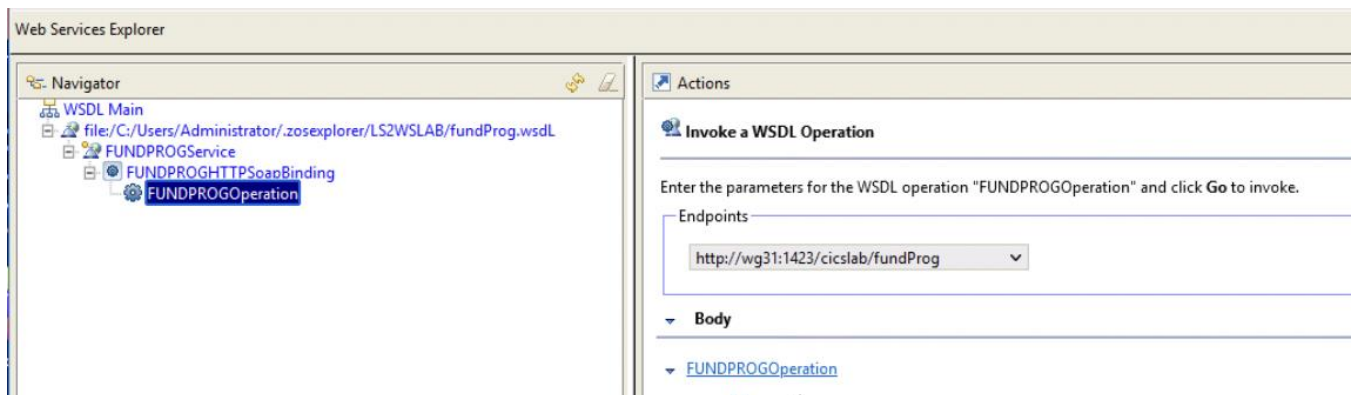 Web Services Explorer
Navigator
WSDL Main
file:/C:/Users/Administrator/.zosexplorer/LS2WSLAB/fundProg.wsdL
FUNDPROGService
FUNDPROGHTTPSoapBinding
FUNDPROGOperation
Actions
Invoke a WSDL Operation
Enter the parameters for the WSDL operation "FUNDPROGOperation" and click Go to invoke.
Endpoints
http://wg31:1423/cicslab/fundProg
Body
FUNDPROGOperation